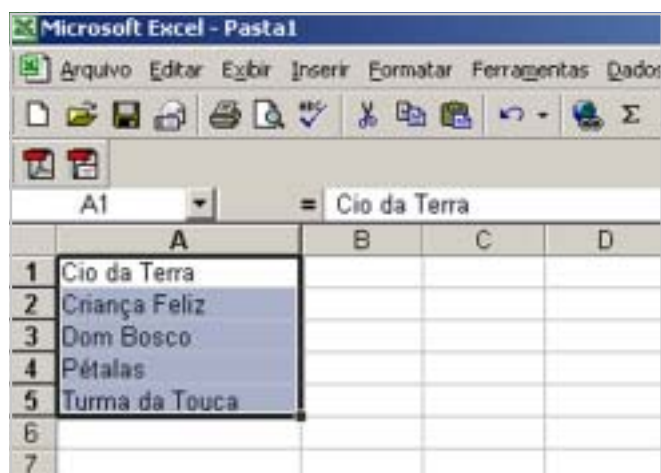 Microsoft Excel - Pasta1
Arquivo Editar Exibir Inserir Formatar Ferramentas Dados
ABC Σ
A1 = Cio da Terra
A B C D
1 Cio da Terra
2 Criança Feliz
3 Dom Bosco
4 Pétalas
5 Turma da Touca
6
7